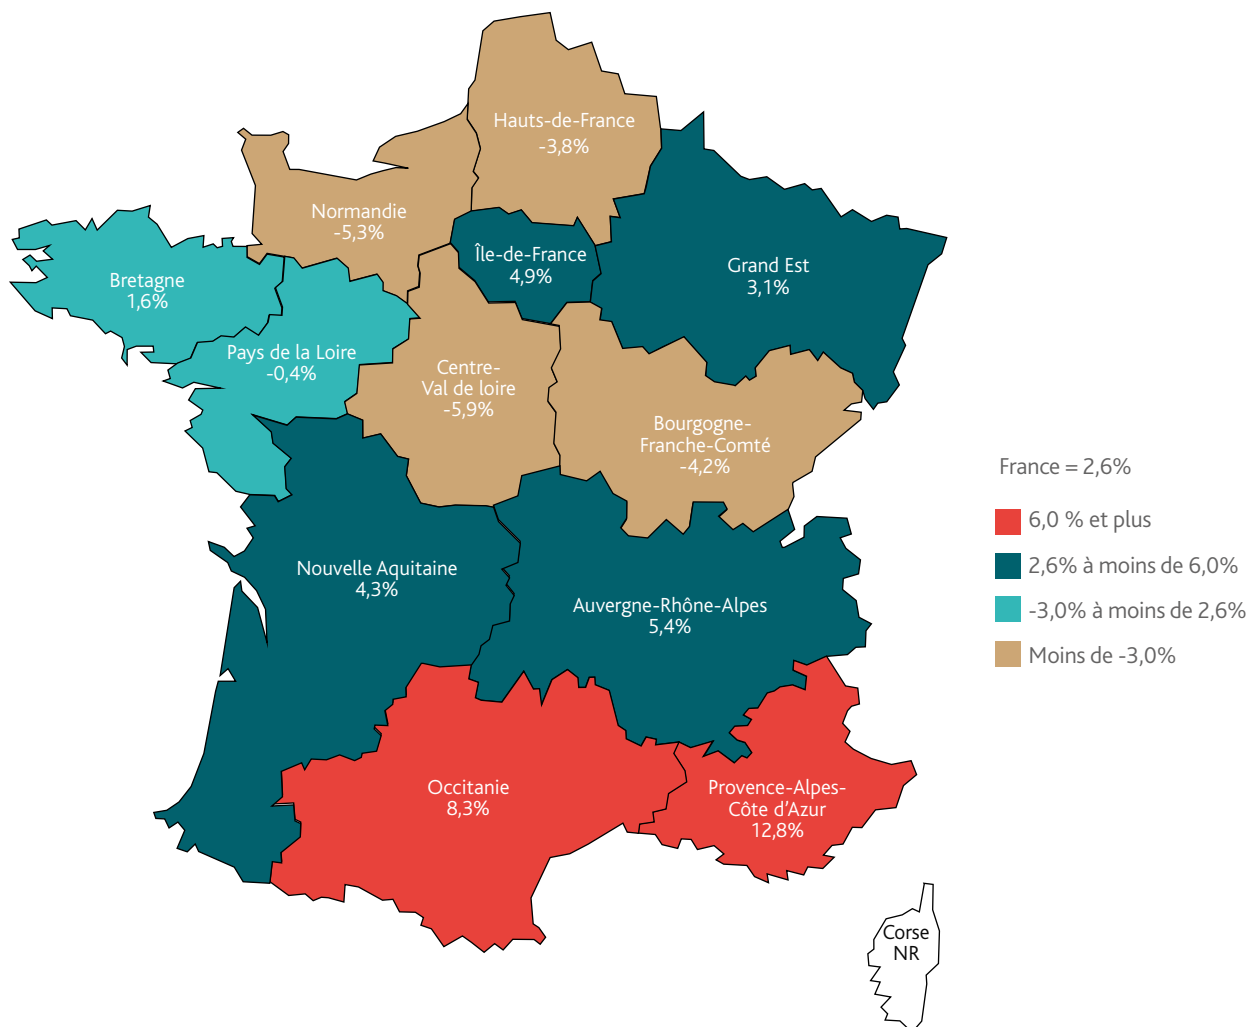 Hauts-de-France
-3,8%
Normandie
-5,3%
Île-de-France
4,9%
Grand Est
3,1%
Bretagne
1,6%
Pays de la Loire
-0,4%
Centre-
Val de loire
-5,9%
Bourgogne-
Franche-Comté
-4,2%
Nouvelle Aquitaine
4,3%
Auvergne-Rhône-Alpes
5,4%
Occitanie
8,3%
Provence-Alpes-
Côte d'Azur
12,8%
Corse
NR
France = 2,6%
6,0 % et plus
2,6% à moins de 6,0%
-3,0% à moins de 2,6%
Moins de -3,0%